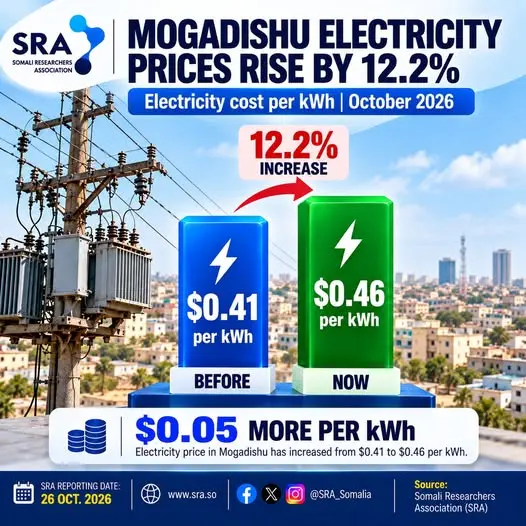 SRA
SOMALI RESEARCHERS
ASSOCIATION
MOGADISHU ELECTRICITY
PRICES RISE BY 12.2%
Electricity cost per kWh | October 2026
12.2%
INCREASE
$0.41
per kWh
BEFORE
$0.46
per kWh
NOW
$0.05 MORE PER kWh
Electricity price in Mogadishu has increased from $0.41 to $0.46 per kWh.
SRA REPORTING DATE:
26 OCT. 2026
www.sra.so
@SRA_Somalia
Source:
Somali Researchers
Association (SRA)